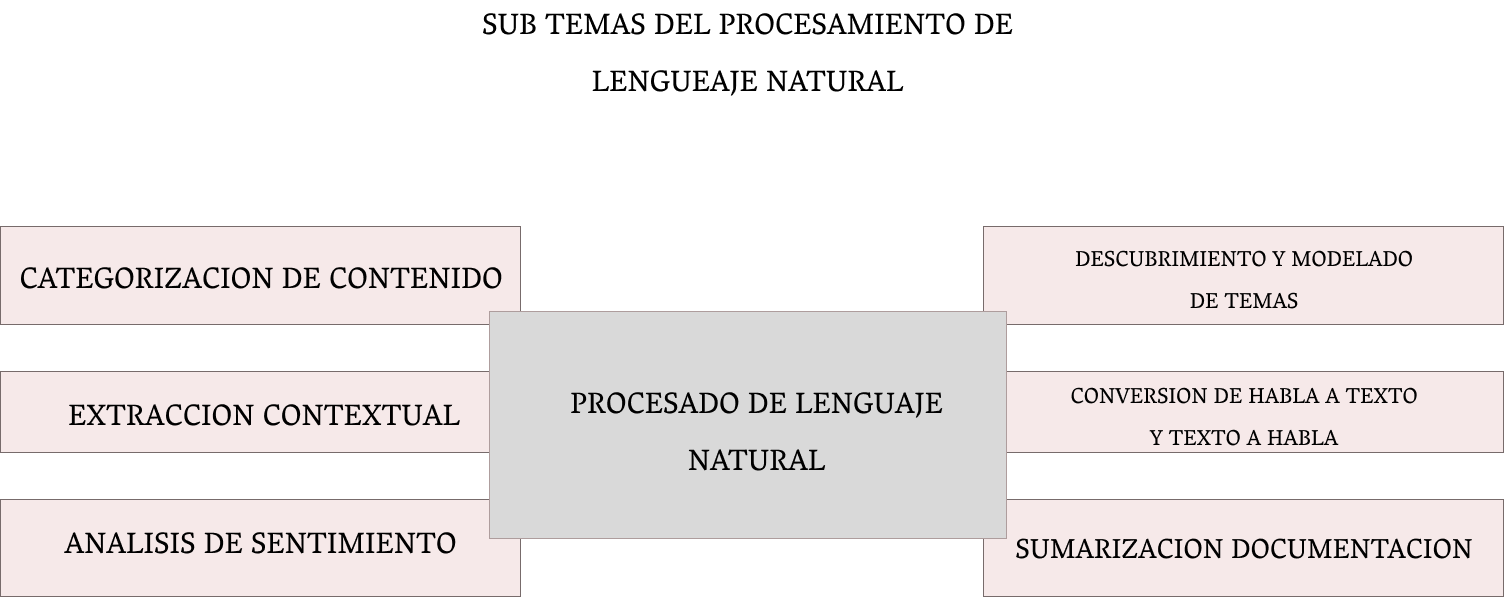 SUB TEMAS DEL PROCESAMIENTO DE
LENGUEAJE NATURAL
CATEGORIZACION DE CONTENIDO
EXTRACCION CONTEXTUAL
ANALISIS DE SENTIMIENTO
PROCESADO DE LENGUAJE
NATURAL
DESCUBRIMIENTO Y MODELADO
DE TEMAS
CONVERSION DE HABLA A TEXTO
Y TEXTO A HABLA
SUMARIZACION DOCUMENTACION